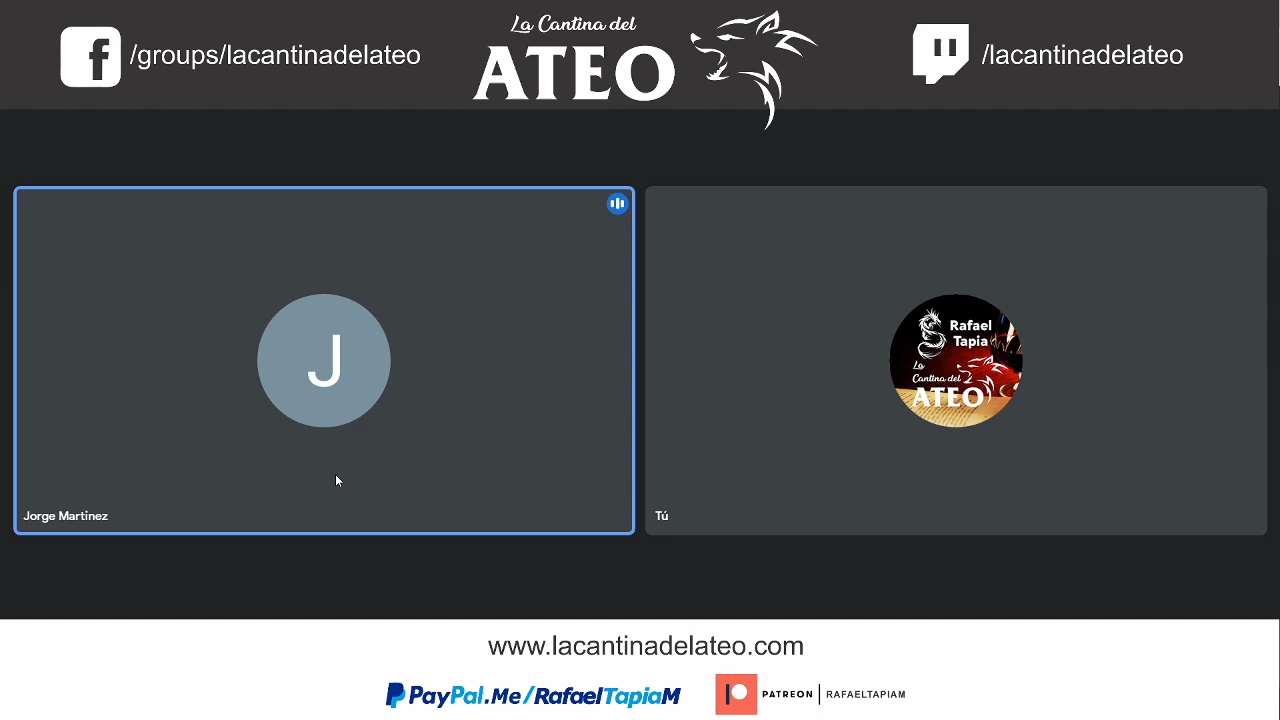 /groups/lacantinadelateo
La Cantina del
ATEO
/lacantinadelateo
J
Jorge Martinez
Rafael
Tapia
La
Cantina del
ATEO
Tú
www.lacantinadelateo.com
PayPal.Me/RafaelTapiaM
PATREON | RAFAELTAPIAM